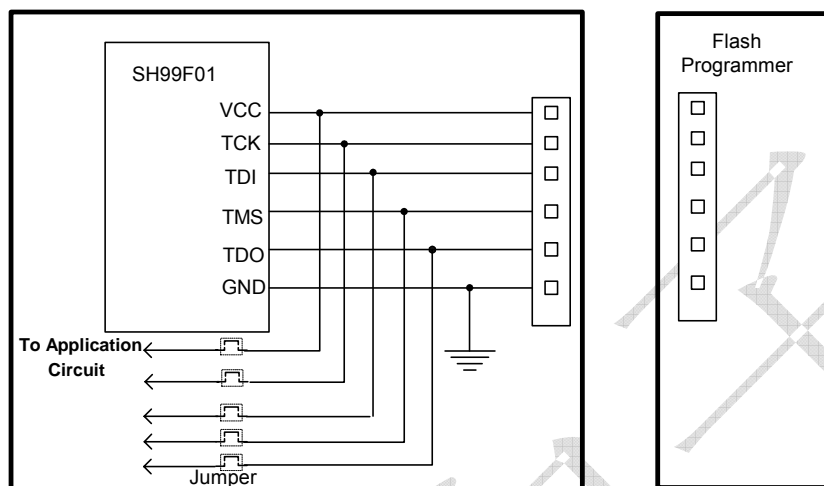 SH99F01
VCC
TCK
TDI
TMS
TDO
GND
To Application
Circuit
Jumper
Flash
Programmer